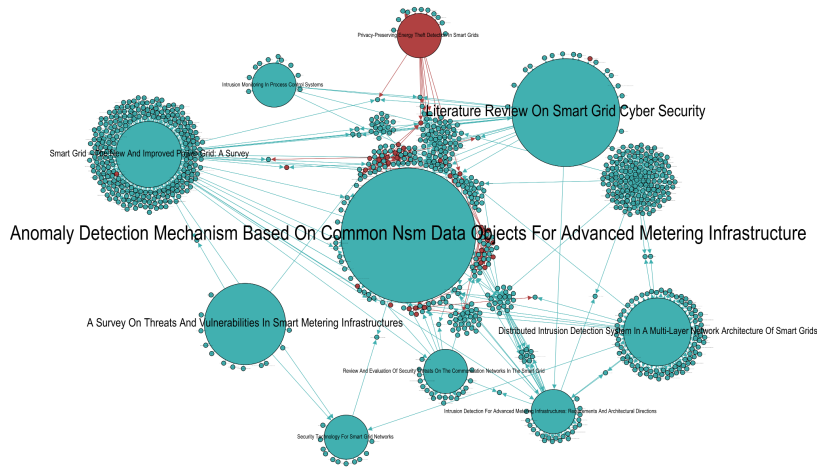 Privacy-Preserving Energy Theft Detection In Smart Grids
Intrusion Monitoring In Process Control Systems
Literature Review On Smart Grid Cyber Security
Smart Grid - The New And Improved Power Grid: A Survey
Anomaly Detection Mechanism Based On Common Nsm Data Objects For Advanced Metering Infrastructure
A Survey On Threats And Vulnerabilities In Smart Metering Infrastructures
Distributed Intrusion Detection System In A Multi-Layer Network Architecture Of Smart Grids
Review And Evaluation Of Security Threats On The Communication Networks In The Smart Grid
Intrusion Detection For Advanced Metering Infrastructures: Requirements And Architectural Directions
Security Technology For Smart Grid Networks